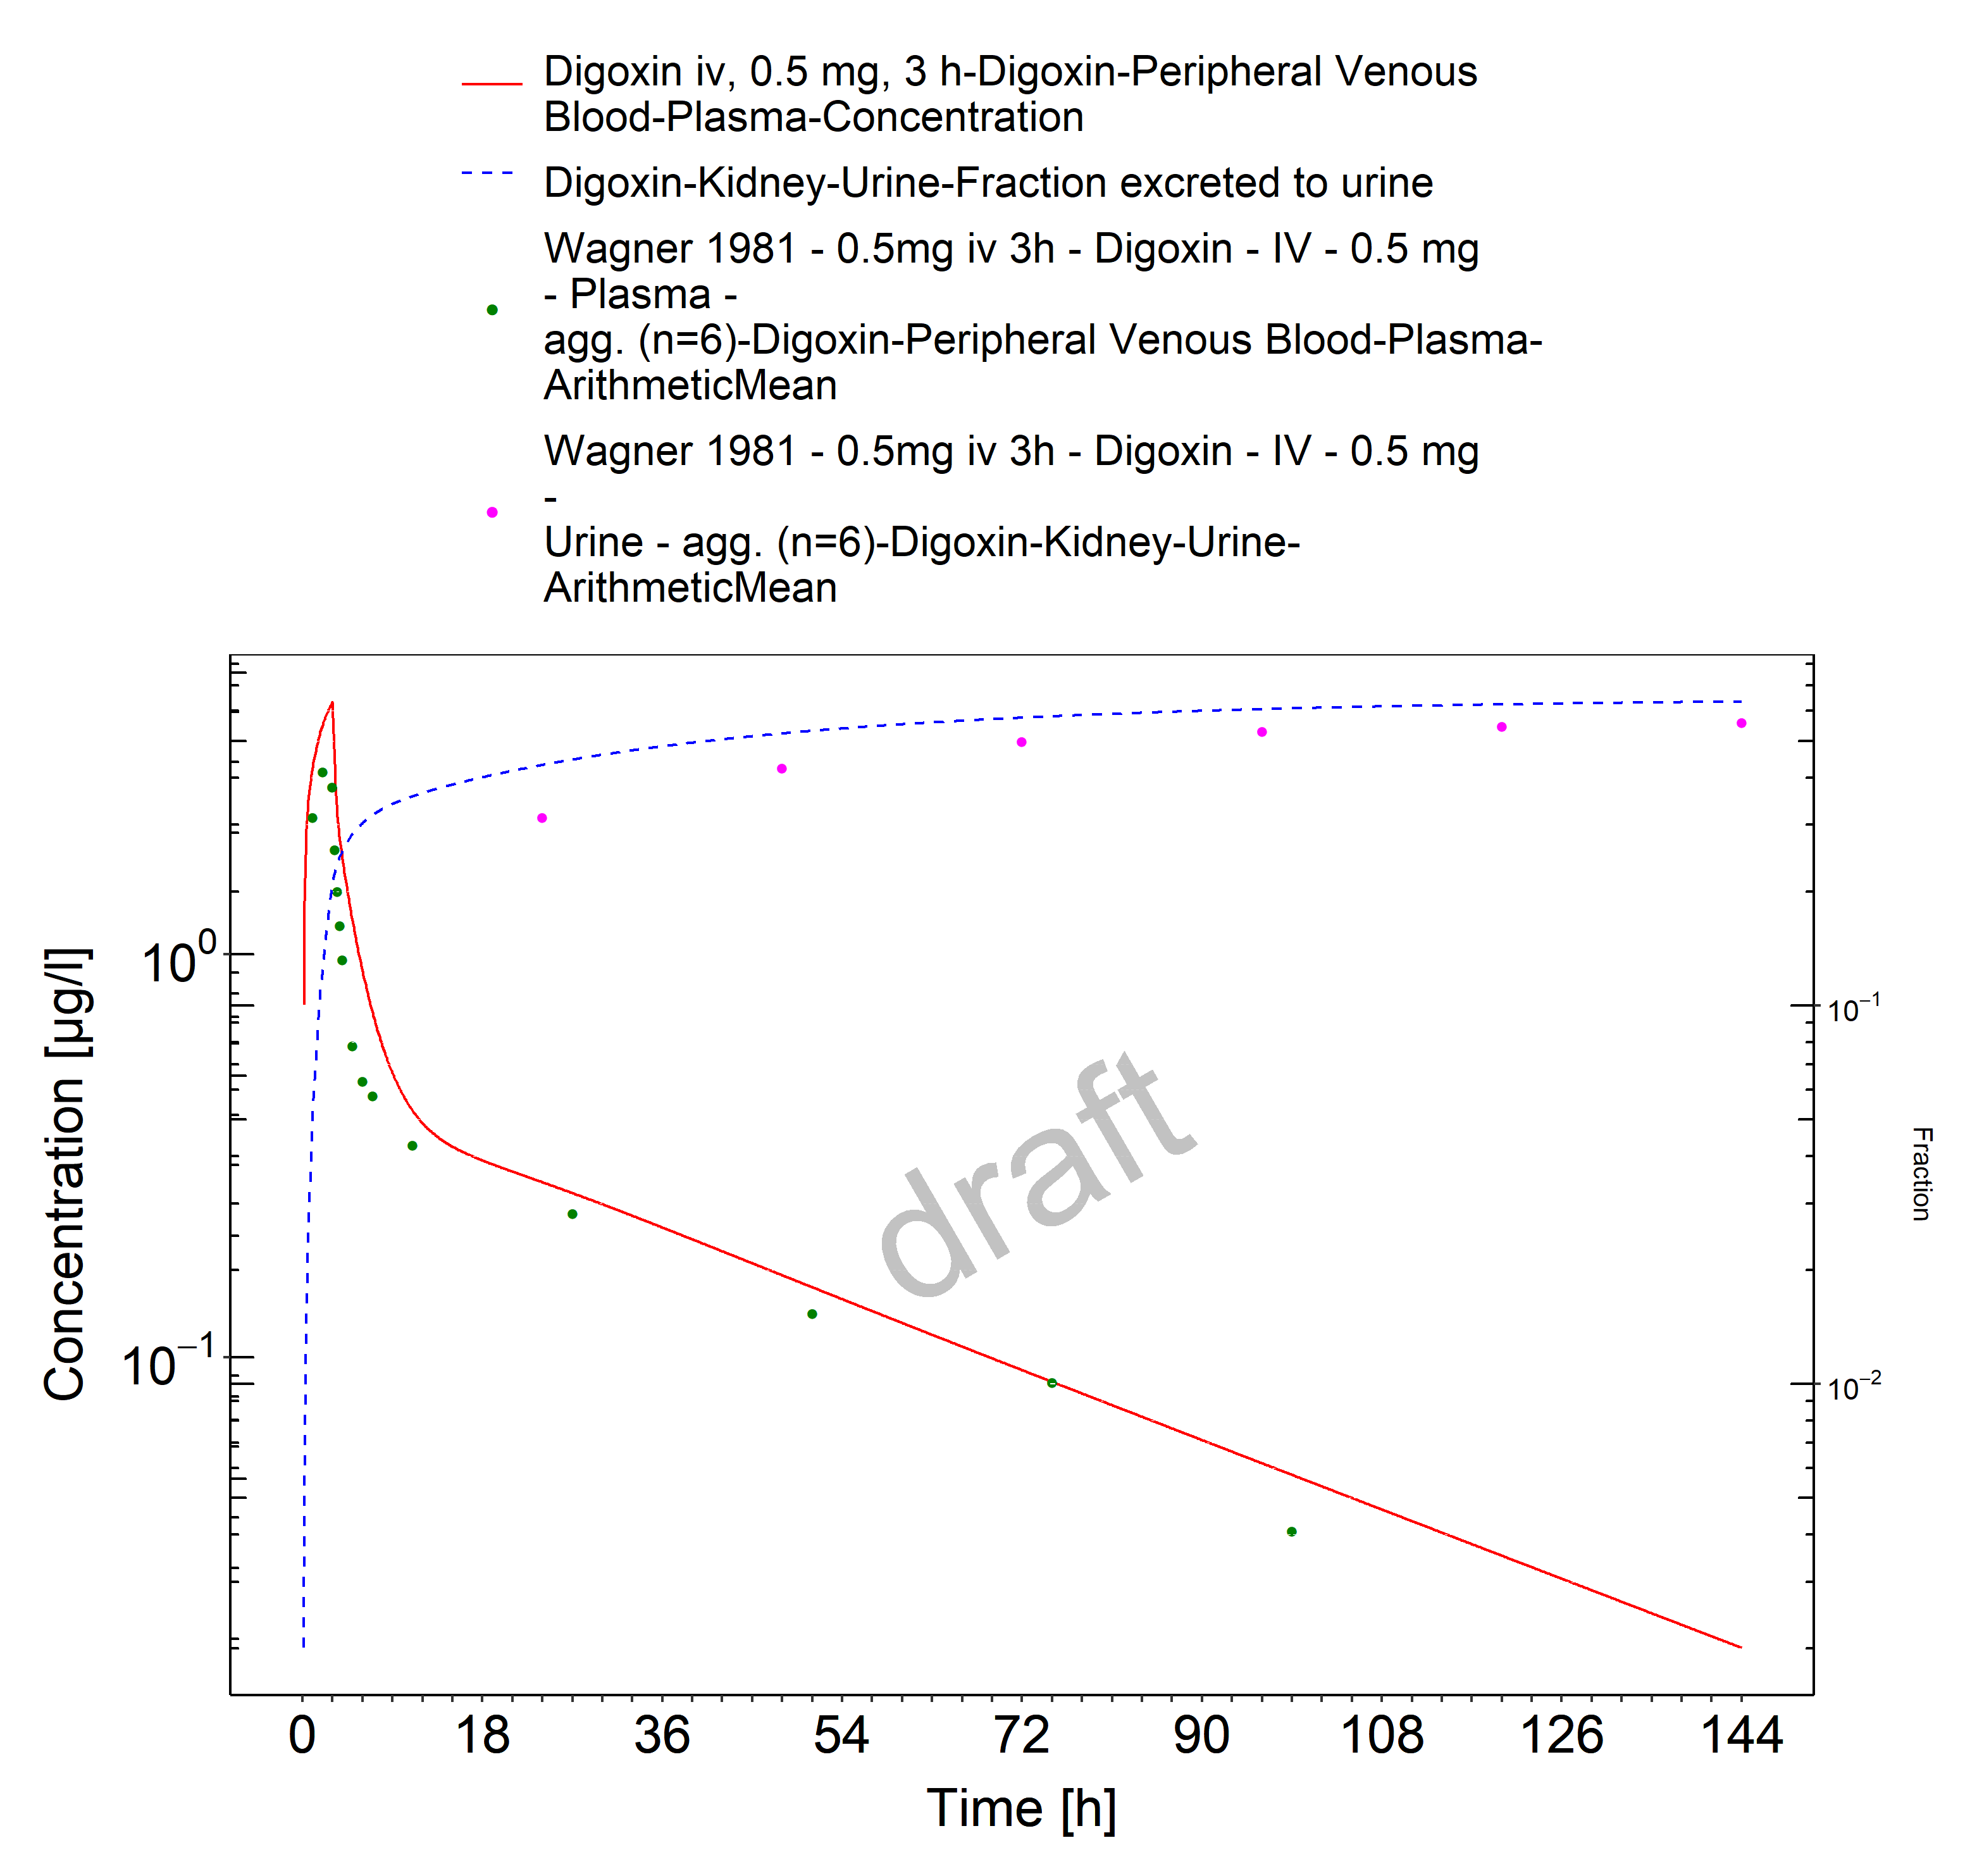 Digoxin iv, 0.5 mg, 3 h-Digoxin-Peripheral Venous
Blood-Plasma-Concentration
Digoxin-Kidney-Urine-Fraction excreted to urine
Wagner 1981 - 0.5mg iv 3h - Digoxin - IV - 0.5 mg
- Plasma -
agg. (n=6)-Digoxin-Peripheral Venous Blood-Plasma-
ArithmeticMean
Wagner 1981 - 0.5mg iv 3h - Digoxin - IV - 0.5 mg
-
Urine - agg. (n=6)-Digoxin-Kidney-Urine-
ArithmeticMean
Concentration [µg/l]
10⁰
10⁻¹
draft
10⁻¹
10⁻²
Fraction
0 18 36 54 72 90 108 126 144
Time [h]